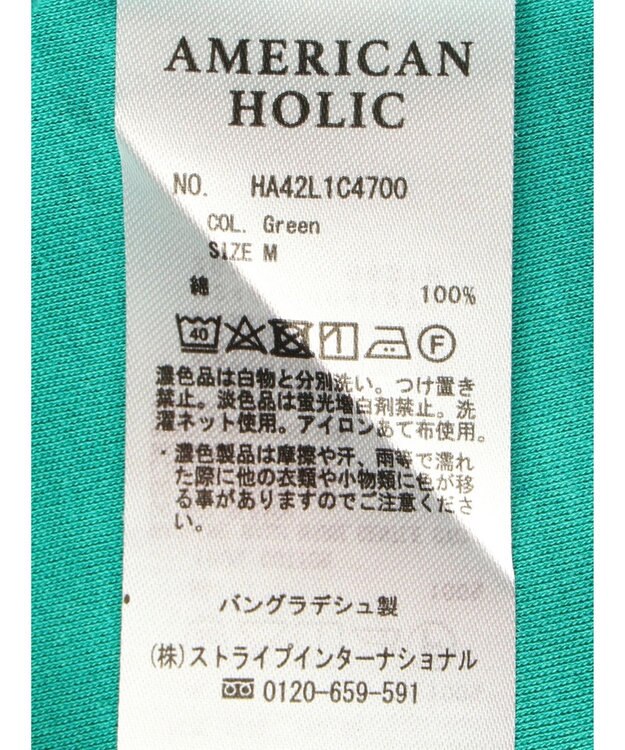 AMERICAN
HOLIC
NO. HA42L1C4700
COL. Green
SIZE M
綿 100%
40 F
濃色品は白物と分別洗い。つけ置き
禁止。淡色品は蛍光増白剤禁止。洗
濯ネット使用。アイロンあて布使用。
・濃色製品は摩擦や汗、雨等で濡れ
た際に他の衣類や小物類に色が移
る事がありますのでご注意くださ
い。
バングラデシュ製
(株)ストライプインターナショナル
0120-659-591